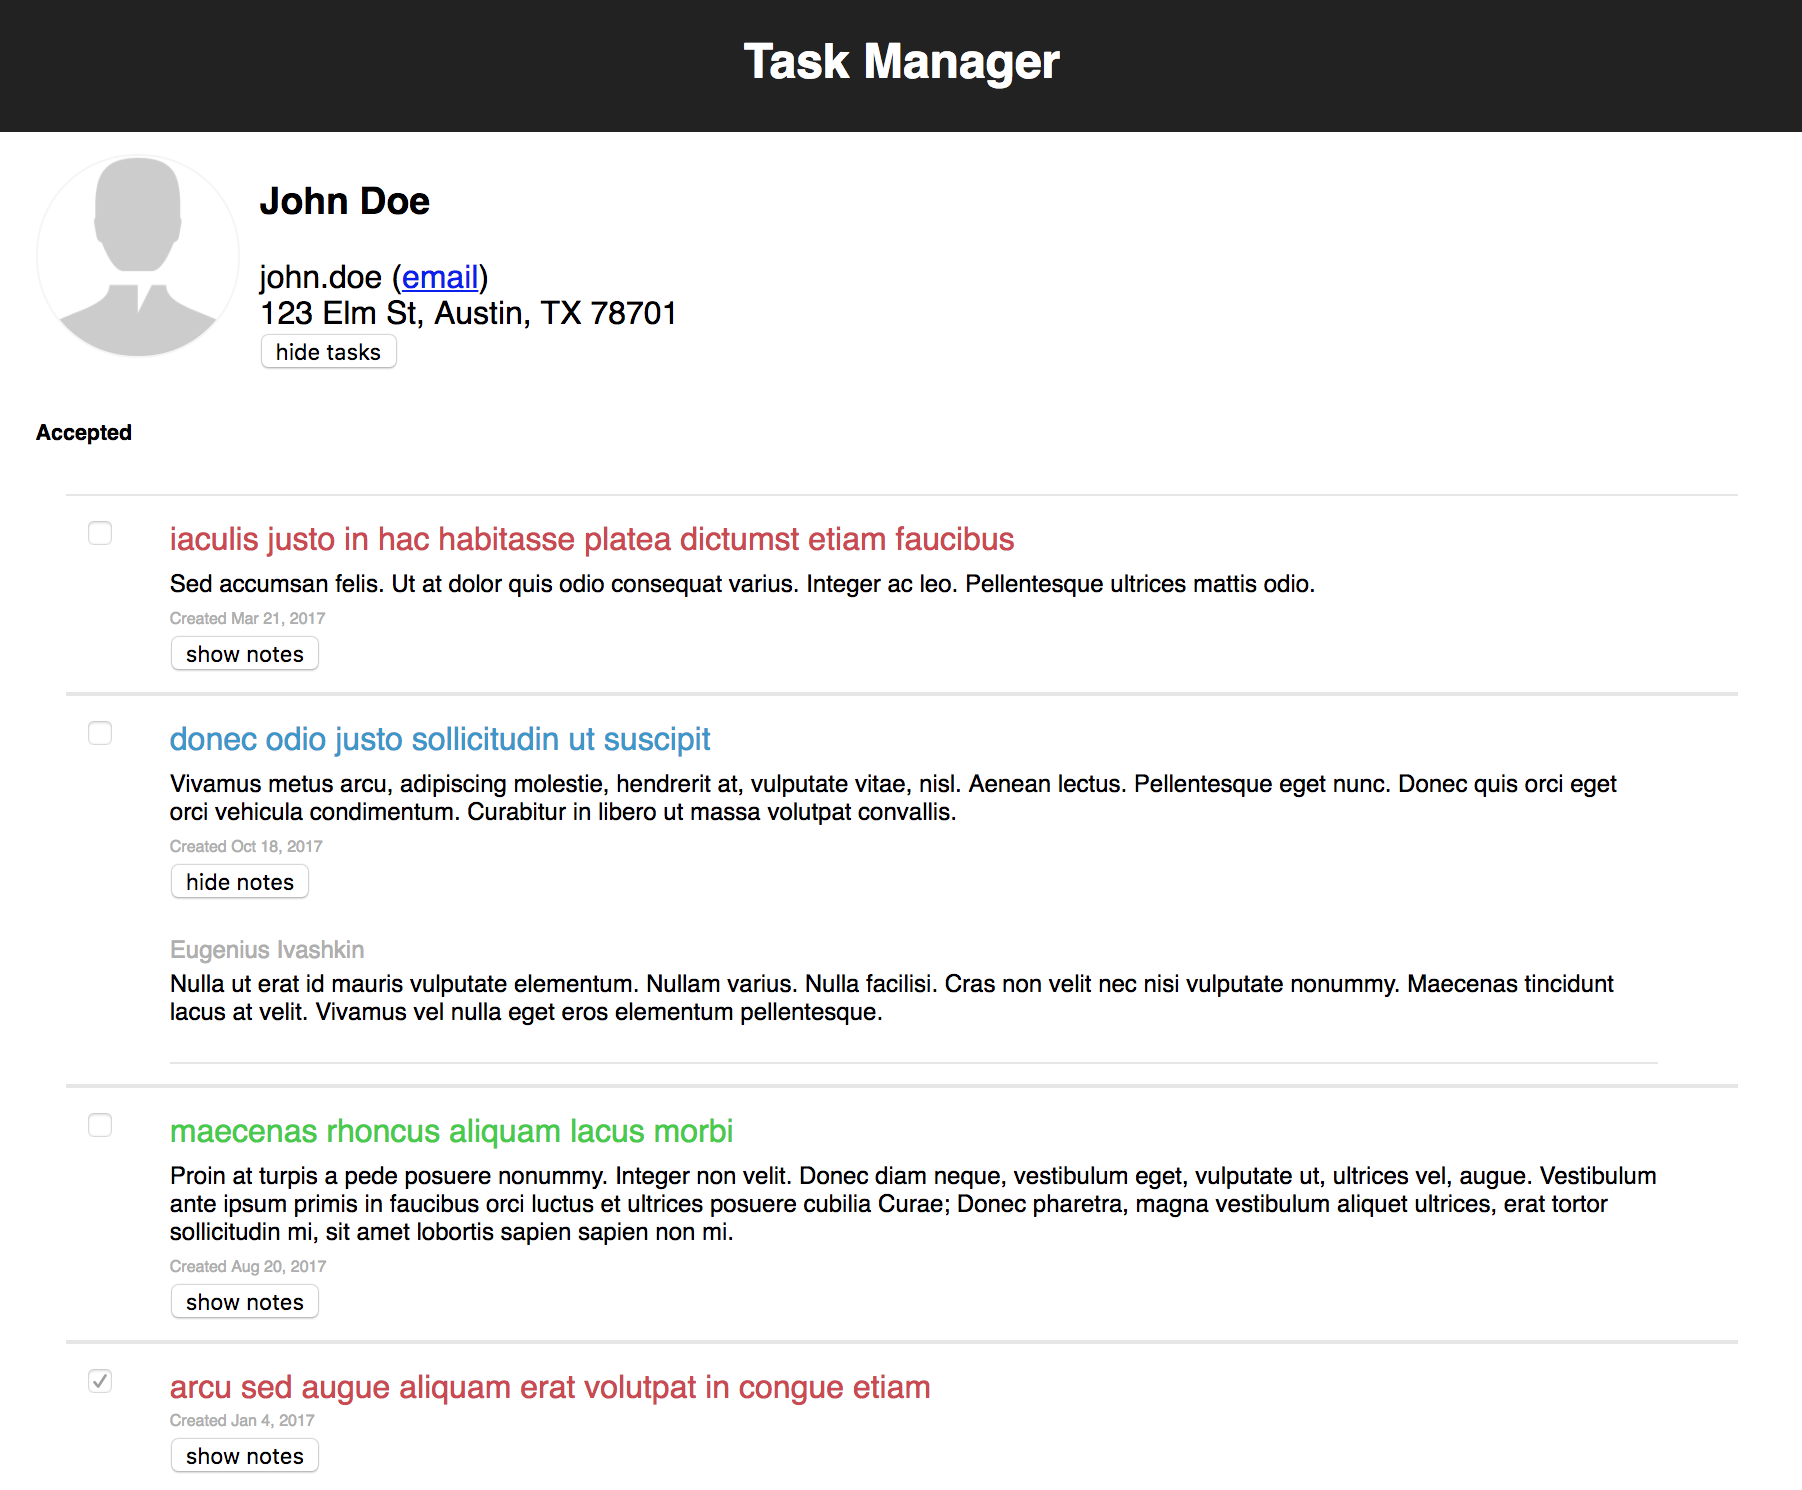 Task Manager
John Doe
john.doe (email)
123 Elm St, Austin, TX 78701
hide tasks
Accepted
iaculis justo in hac habitasse platea dictumst etiam faucibus
Sed accumsan felis. Ut at dolor quis odio consequat varius. Integer ac leo. Pellentesque ultrices mattis odio.
Created Mar 21, 2017
show notes
donec odio justo sollicitudin ut suscipit
Vivamus metus arcu, adipiscing molestie, hendrerit at, vulputate vitae, nisl. Aenean lectus. Pellentesque eget nunc. Donec quis orci eget
orci vehicula condimentum. Curabitur in libero ut massa volutpat convallis.
Created Oct 18, 2017
hide notes
Eugenius Ivashkin
Nulla ut erat id mauris vulputate elementum. Nullam varius. Nulla facilisi. Cras non velit nec nisi vulputate nonummy. Maecenas tincidunt
lacus at velit. Vivamus vel nulla eget eros elementum pellentesque.
maecenas rhoncus aliquam lacus morbi
Proin at turpis a pede posuere nonummy. Integer non velit. Donec diam neque, vestibulum eget, vulputate ut, ultrices vel, augue. Vestibulum
ante ipsum primis in faucibus orci luctus et ultrices posuere cubilia Curae; Donec pharetra, magna vestibulum aliquet ultrices, erat tortor
sollicitudin mi, sit amet lobortis sapien sapien non mi.
Created Aug 20, 2017
show notes
arcu sed augue aliquam erat volutpat in congue etiam
Created Jan 4, 2017
show notes